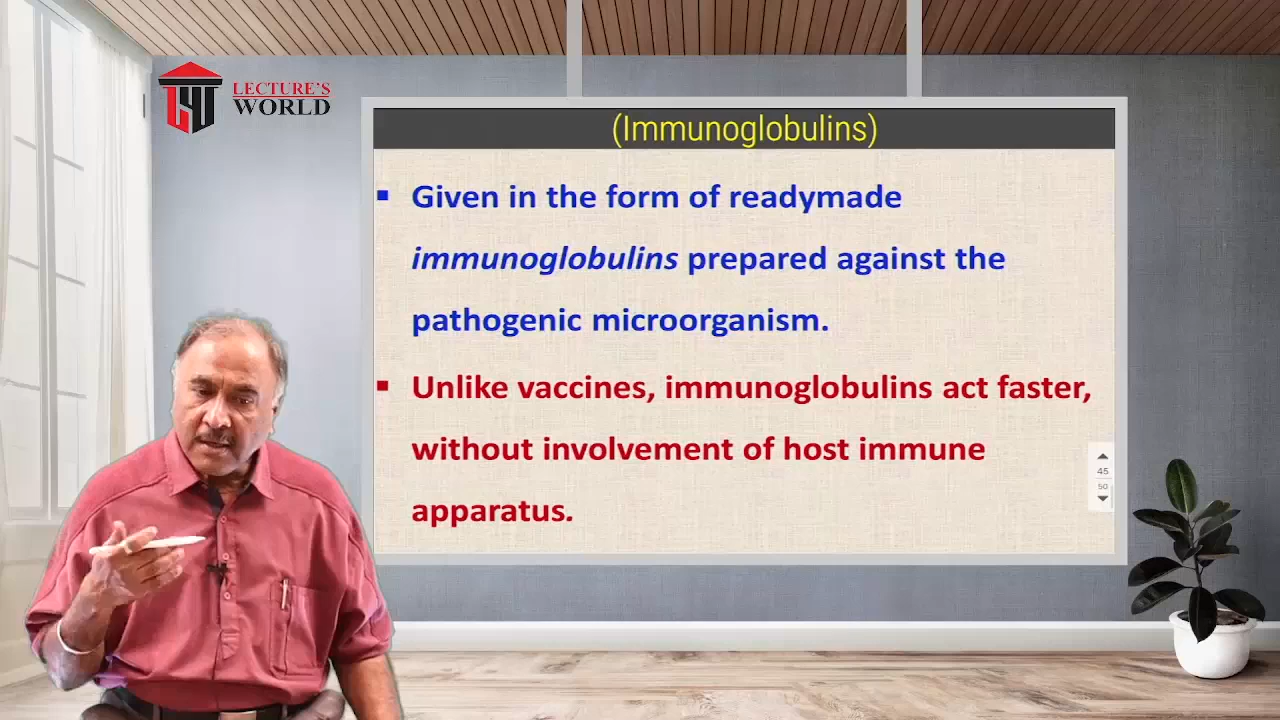 LECTURE'S
WORLD
(Immunoglobulins)
▪ Given in the form of readymade
immunoglobulins prepared against the
pathogenic microorganism.
▪ Unlike vaccines, immunoglobulins act faster,
without involvement of host immune
apparatus.
45
50